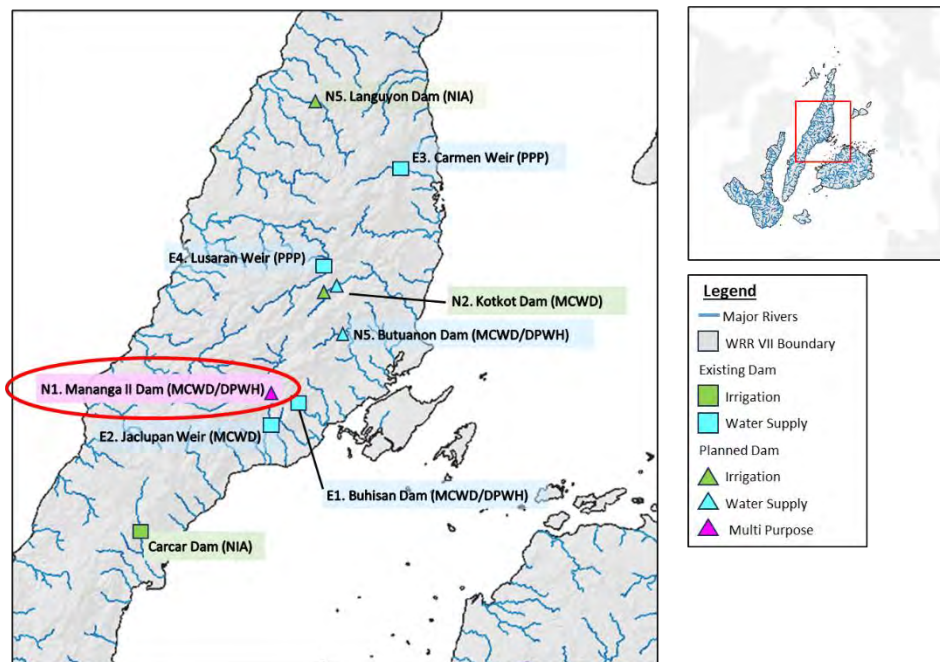 N5. Languyon Dam (NIA)
E3. Carmen Weir (PPP)
E4. Lusaran Weir (PPP)
N2. Kotkot Dam (MCWD)
N5. Butuanon Dam (MCWD/DPWH)
N1. Mananga II Dam (MCWD/DPWH)
E2. Jaclupan Weir (MCWD)
E1. Buhisan Dam (MCWD/DPWH)
Carcar Dam (NIA)
Legend
Major Rivers
WRR VII Boundary
Existing Dam
Irrigation
Water Supply
Planned Dam
Irrigation
Water Supply
Multi Purpose